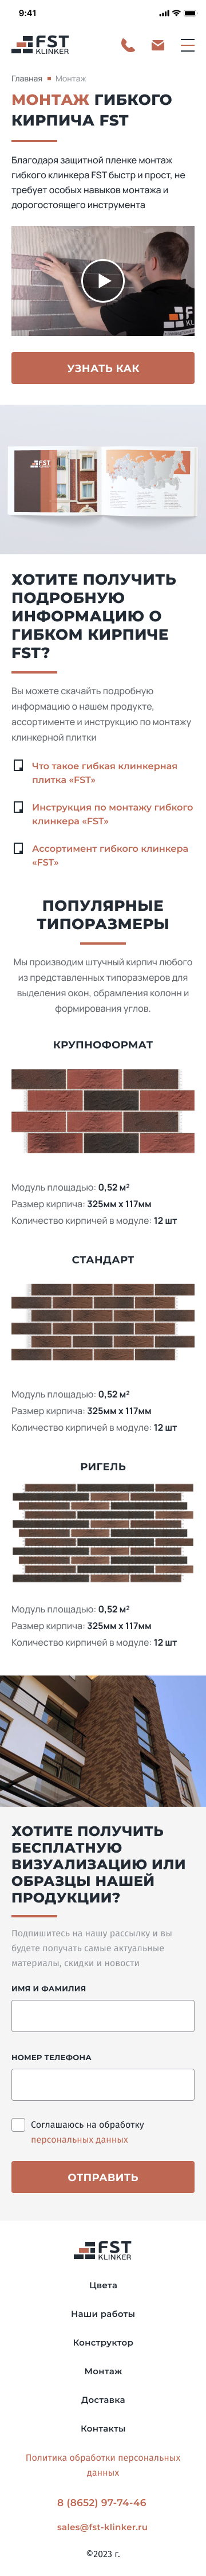 9:41
FST
KLINKER
Главная Монтаж
МОНТАЖ ГИБКОГО
КИРПИЧА FST
Благодаря защитной пленке монтаж
гибкого клинкера FST быстр и прост, не
требует особых навыков монтажа и
дорогостоящего инструмента
FST
KLINKER
УЗНАТЬ КАК
FST
ХОТИТЕ ПОЛУЧИТЬ
ПОДРОБНУЮ
ИНФОРМАЦИЮ О
ГИБКОМ КИРПИЧЕ
FST?
Вы можете скачайть подробную
информацию о нашем продукте,
ассортименте и инструкцию по монтажу
клинкерной плитки
Что такое гибкая клинкерная
плитка «FST»
Инструкция по монтажу гибкого
клинкера «FST»
Ассортимент гибкого клинкера
«FST»
ПОПУЛЯРНЫЕ
ТИПОРАЗМЕРЫ
Мы производим штучный кирпич любого
из представленных типоразмеров для
выделения окон, обрамления колонн и
формирования углов.
КРУПНОФОРМАТ
Модуль площадью: 0,52 м²
Размер кирпича: 325мм х 117мм
Количество кирпичей в модуле: 12 шт
СТАНДАРТ
Модуль площадью: 0,52 м²
Размер кирпича: 325мм х 117мм
Количество кирпичей в модуле: 12 шт
РИГЕЛЬ
Модуль площадью: 0,52 м²
Размер кирпича: 325мм х 117мм
Количество кирпичей в модуле: 12 шт
ХОТИТЕ ПОЛУЧИТЬ
БЕСПЛАТНУЮ
ВИЗУАЛИЗАЦИЮ ИЛИ
ОБРАЗЦЫ НАШЕЙ
ПРОДУКЦИИ?
Подпишитесь на нашу рассылку и вы
будете получать самые актуальные
материалы, скидки и новости
ИМЯ И ФАМИЛИЯ
НОМЕР ТЕЛЕФОНА
Соглашаюсь на обработку
персональных данных
ОТПРАВИТЬ
FST
KLINKER
Цвета
Наши работы
Конструктор
Монтаж
Доставка
Контакты
Политика обработки персональных
данных
8 (8652) 97-74-46
sales@fst-klinker.ru
©2023 г.